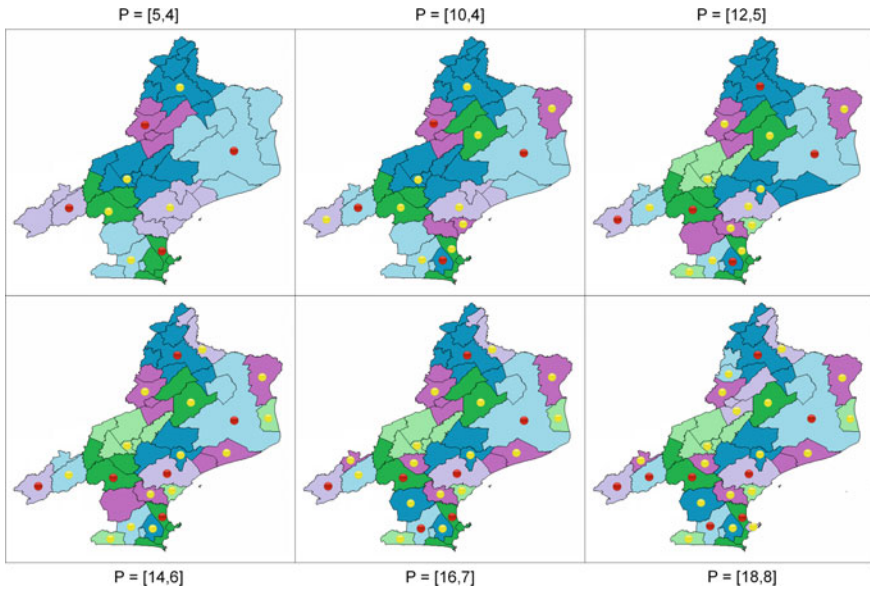 P = [5,4]
P = [10,4]
P = [12,5]
P = [14,6]
P = [16,7]
P = [18,8]